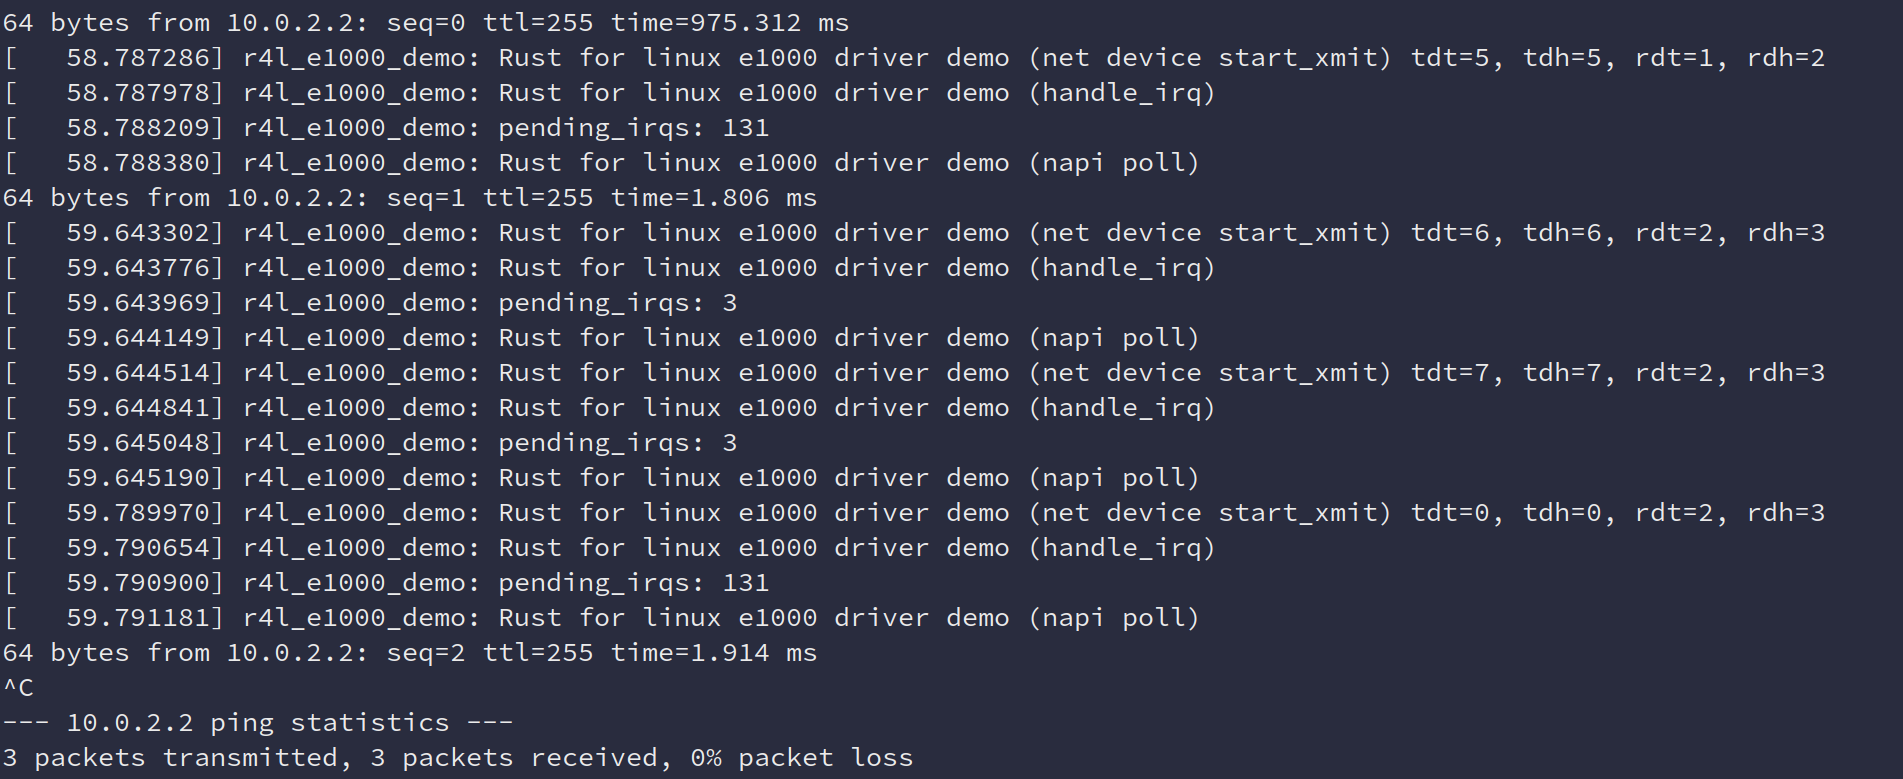 64 bytes from 10.0.2.2: seq=0 ttl=255 time=975.312 ms
[   58.787286] r4l_e1000_demo: Rust for linux e1000 driver demo (net device start_xmit) tdt=5, tdh=5, rdt=1, rdh=2
[   58.787978] r4l_e1000_demo: Rust for linux e1000 driver demo (handle_irq)
[   58.788209] r4l_e1000_demo: pending_irqs: 131
[   58.788380] r4l_e1000_demo: Rust for linux e1000 driver demo (napi poll)
64 bytes from 10.0.2.2: seq=1 ttl=255 time=1.806 ms
[   59.643302] r4l_e1000_demo: Rust for linux e1000 driver demo (net device start_xmit) tdt=6, tdh=6, rdt=2, rdh=3
[   59.643776] r4l_e1000_demo: Rust for linux e1000 driver demo (handle_irq)
[   59.643969] r4l_e1000_demo: pending_irqs: 3
[   59.644149] r4l_e1000_demo: Rust for linux e1000 driver demo (napi poll)
[   59.644514] r4l_e1000_demo: Rust for linux e1000 driver demo (net device start_xmit) tdt=7, tdh=7, rdt=2, rdh=3
[   59.644841] r4l_e1000_demo: Rust for linux e1000 driver demo (handle_irq)
[   59.645048] r4l_e1000_demo: pending_irqs: 3
[   59.645190] r4l_e1000_demo: Rust for linux e1000 driver demo (napi poll)
[   59.789970] r4l_e1000_demo: Rust for linux e1000 driver demo (net device start_xmit) tdt=0, tdh=0, rdt=2, rdh=3
[   59.790654] r4l_e1000_demo: Rust for linux e1000 driver demo (handle_irq)
[   59.790900] r4l_e1000_demo: pending_irqs: 131
[   59.791181] r4l_e1000_demo: Rust for linux e1000 driver demo (napi poll)
64 bytes from 10.0.2.2: seq=2 ttl=255 time=1.914 ms
^C
--- 10.0.2.2 ping statistics ---
3 packets transmitted, 3 packets received, 0% packet loss